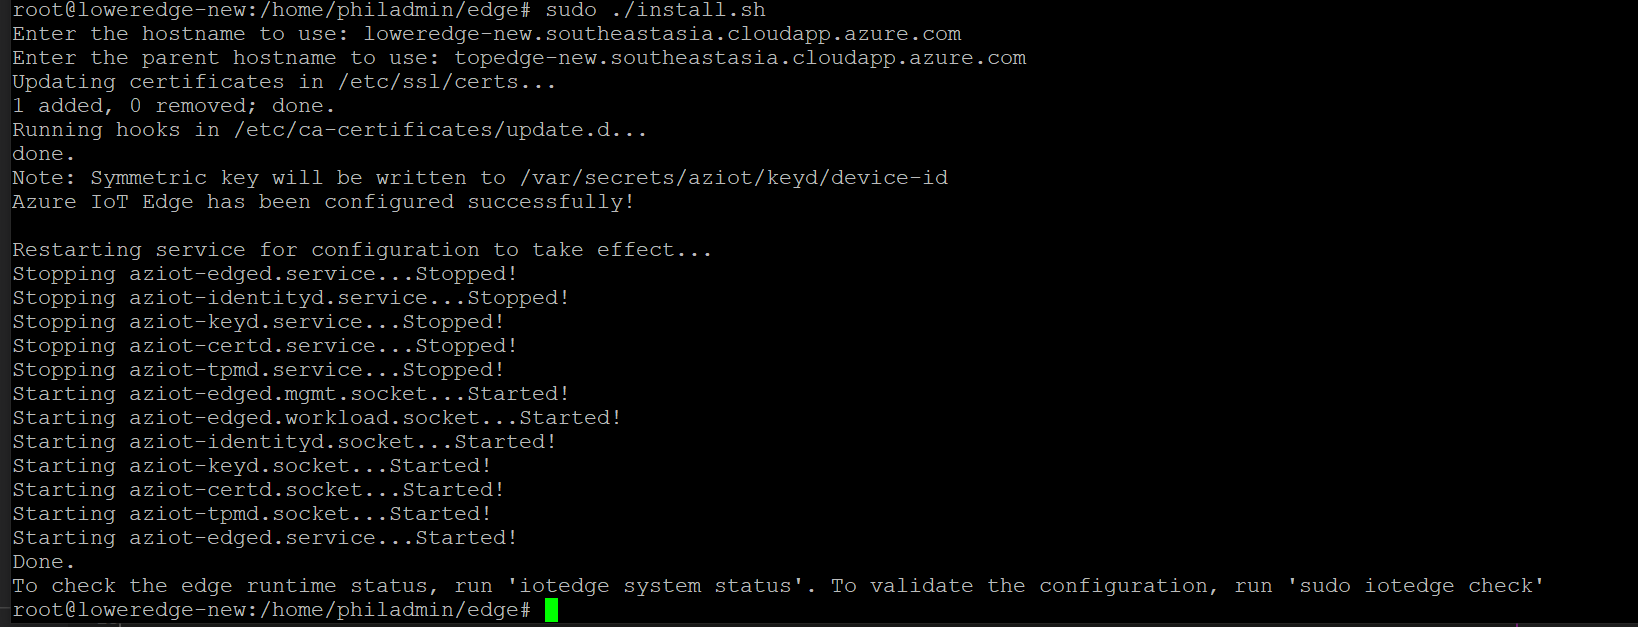 root@loweredge-new:/home/philadmin/edge# sudo ./install.sh
Enter the hostname to use: loweredge-new.southeastasia.cloudapp.azure.com
Enter the parent hostname to use: topedge-new.southeastasia.cloudapp.azure.com
Updating certificates in /etc/ssl/certs...
1 added, 0 removed; done.
Running hooks in /etc/ca-certificates/update.d...
done.
Note: Symmetric key will be written to /var/secrets/aziot/keyd/device-id
Azure IoT Edge has been configured successfully!
Restarting service for configuration to take effect...
Stopping aziot-edged.service...Stopped!
Stopping aziot-identityd.service...Stopped!
Stopping aziot-keyd.service...Stopped!
Stopping aziot-certd.service...Stopped!
Stopping aziot-tpmd.service...Stopped!
Starting aziot-edged.mgmt.socket...Started!
Starting aziot-edged.workload.socket...Started!
Starting aziot-identityd.socket...Started!
Starting aziot-keyd.socket...Started!
Starting aziot-certd.socket...Started!
Starting aziot-tpmd.socket...Started!
Starting aziot-edged.service...Started!
Done.
To check the edge runtime status, run 'iotedge system status'. To validate the configuration, run 'sudo iotedge check'
root@loweredge-new:/home/philadmin/edge#